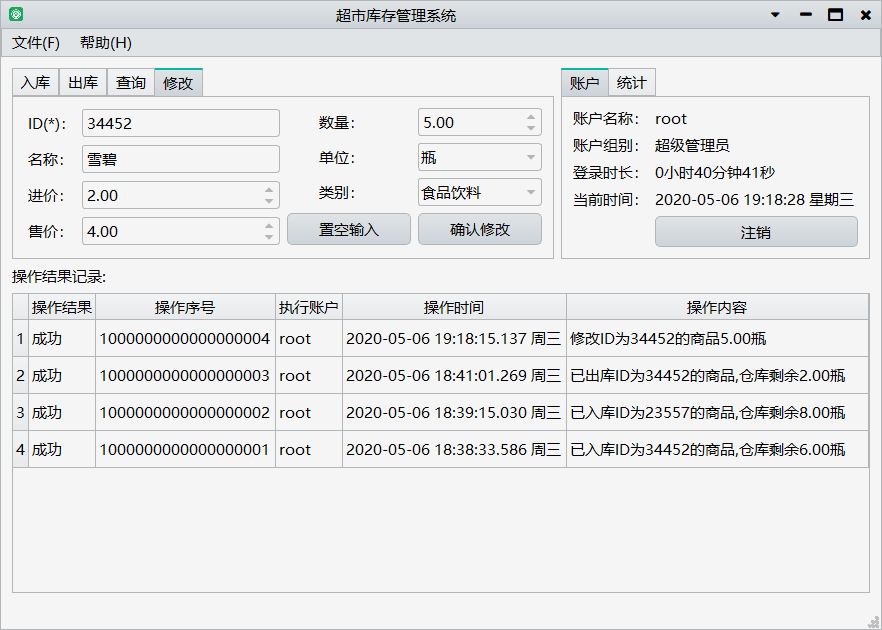 超市库存管理系统
文件(F) 帮助(H)
入库 出库 查询 修改
ID(*): 34452
名称: 雪碧
进价: 2.00
售价: 4.00
数量: 5.00
单位: 瓶
类别: 食品饮料
置空输入 确认修改
账户 统计
账户名称: root
账户组别: 超级管理员
登录时长: 0小时40分钟41秒
当前时间: 2020-05-06 19:18:28 星期三
注销
操作结果记录:
操作结果 操作序号 执行账户 操作时间 操作内容
1 成功 1000000000000000004 root 2020-05-06 19:18:15.137 周三 修改ID为34452的商品5.00瓶
2 成功 1000000000000000003 root 2020-05-06 18:41:01.269 周三 已出库ID为34452的商品,仓库剩余2.00瓶
3 成功 1000000000000000002 root 2020-05-06 18:39:15.030 周三 已入库ID为23557的商品,仓库剩余8.00瓶
4 成功 1000000000000000001 root 2020-05-06 18:38:33.586 周三 已入库ID为34452的商品,仓库剩余6.00瓶